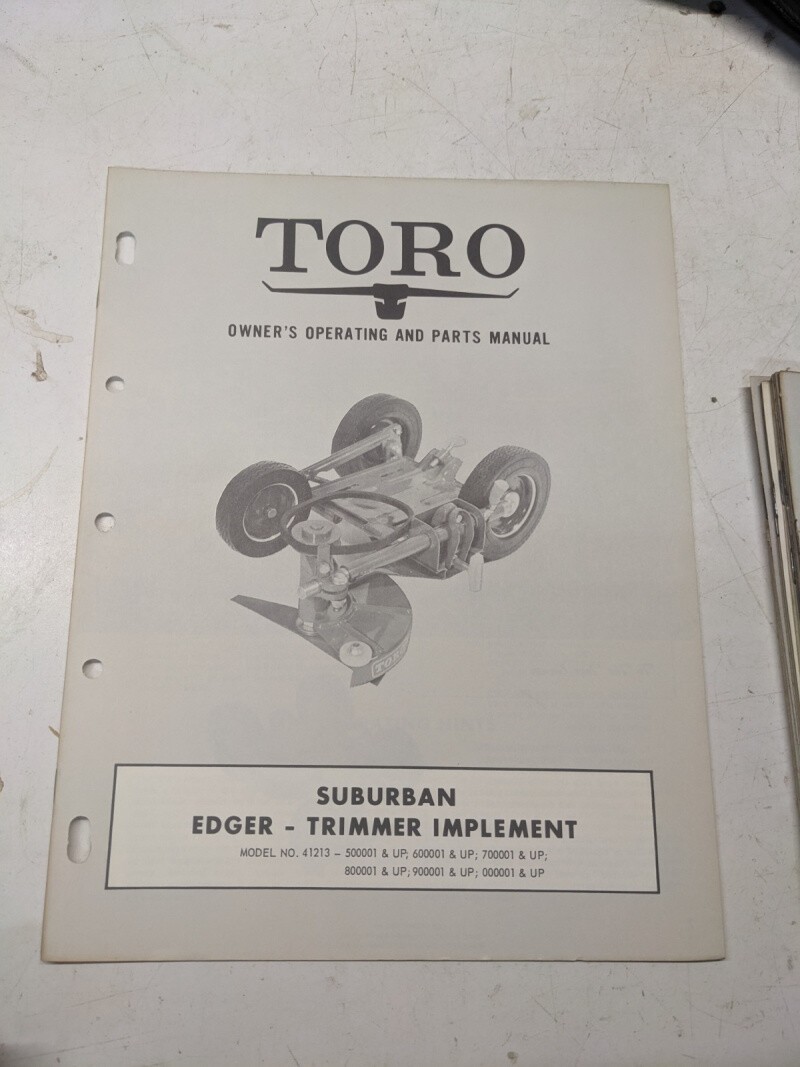 TORO
OWNER'S OPERATING AND PARTS MANUAL
TORO
SUBURBAN
EDGER - TRIMMER IMPLEMENT
MODEL NO. 41213 – 500001 & UP; 600001 & UP; 700001 & UP;
800001 & UP; 900001 & UP; 000001 & UP